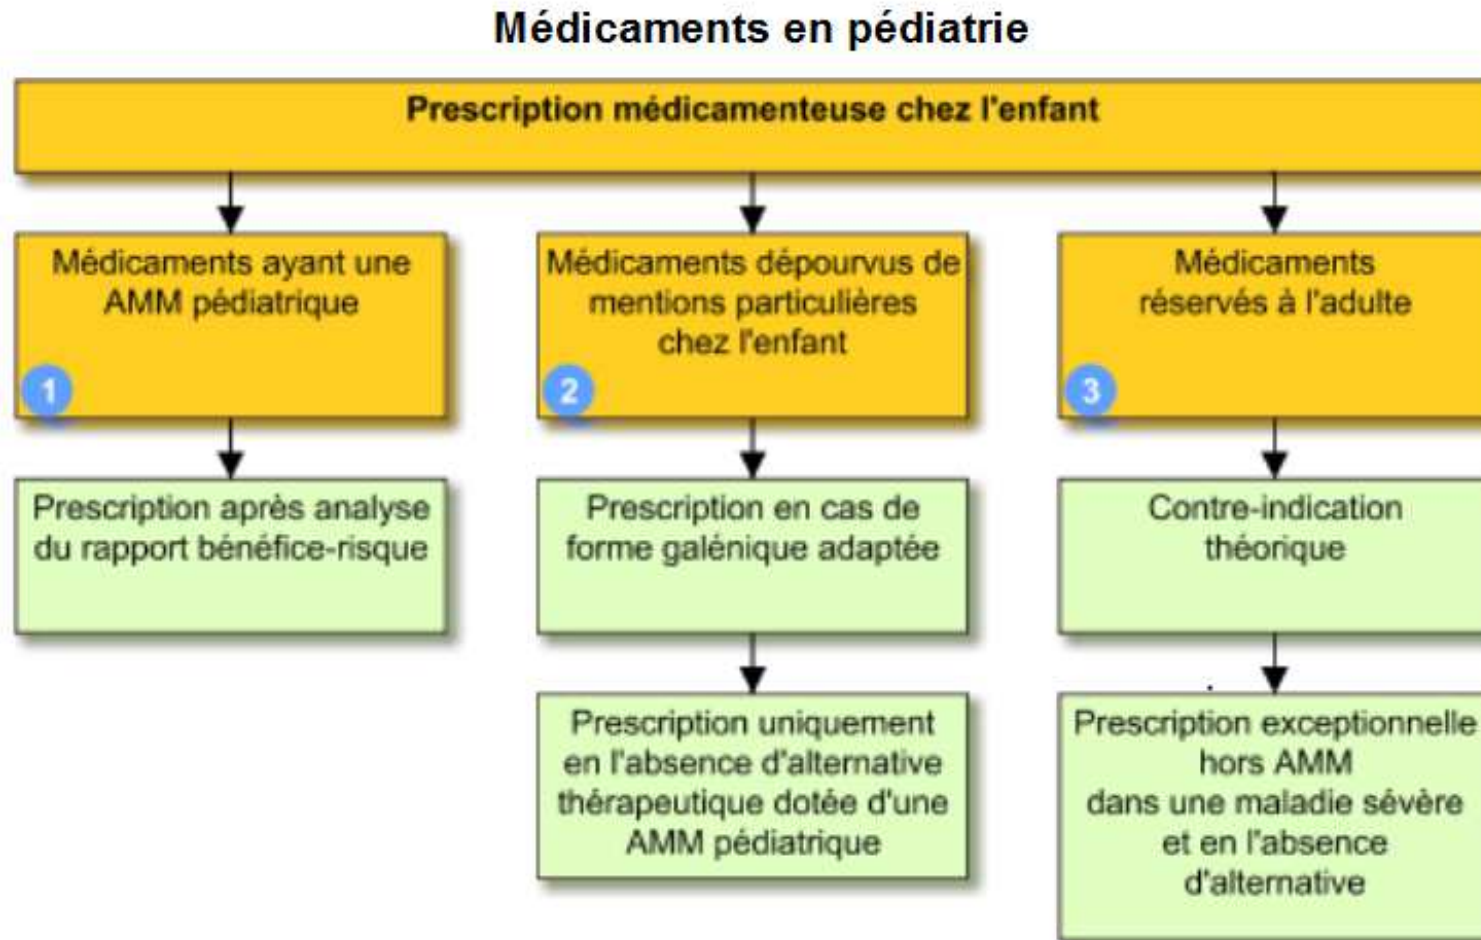 Médicaments en pédiatrie
Prescription médicamenteuse chez l'enfant
Médicaments ayant une
AMM pédiatrique
1
Médicaments dépourvus de
mentions particulières
chez l'enfant
2
Médicaments
réservés à l'adulte
3
Prescription après analyse
du rapport bénéfice-risque
Prescription en cas de
forme galénique adaptée
Contre-indication
théorique
Prescription uniquement
en l'absence d'alternative
thérapeutique dotée d'une
AMM pédiatrique
Prescription exceptionnelle
hors AMM
dans une maladie sévère
et en l'absence
d'alternative